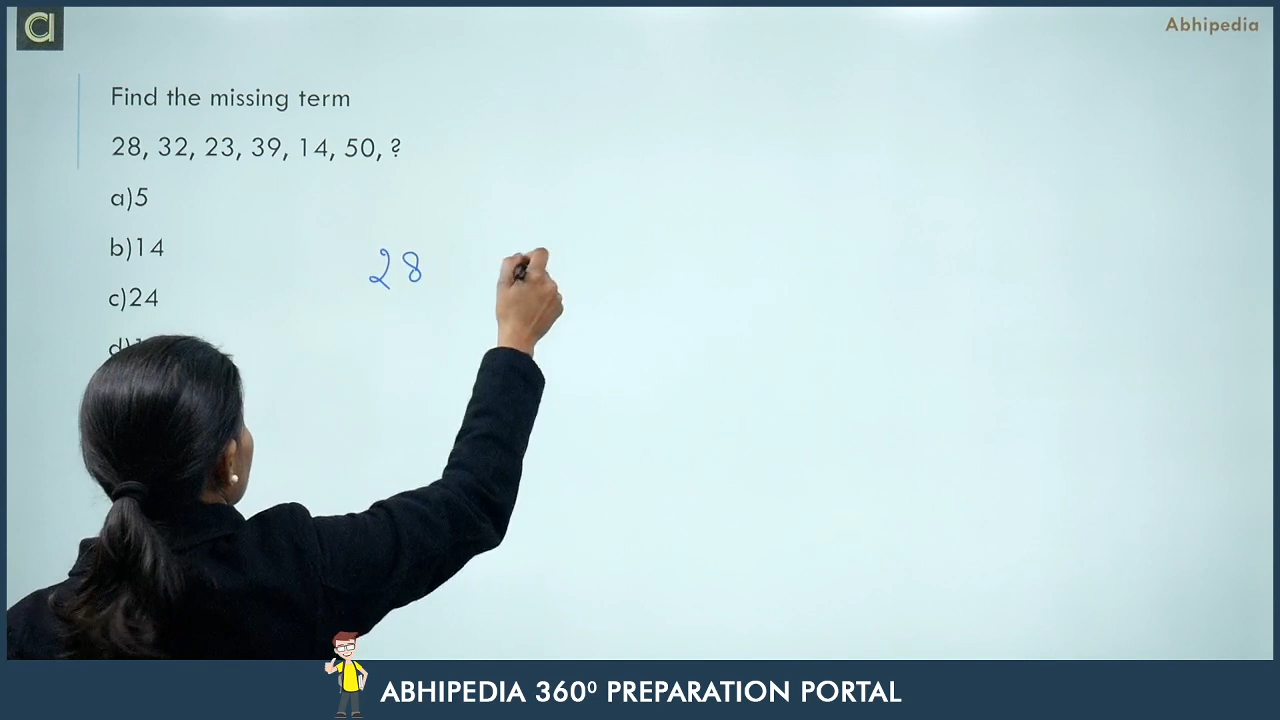 a
Abhipedia
Find the missing term
28, 32, 23, 39, 14, 50, ?
a)5
b)14
c)24
28
ABHIPEDIA 360⁰ PREPARATION PORTAL